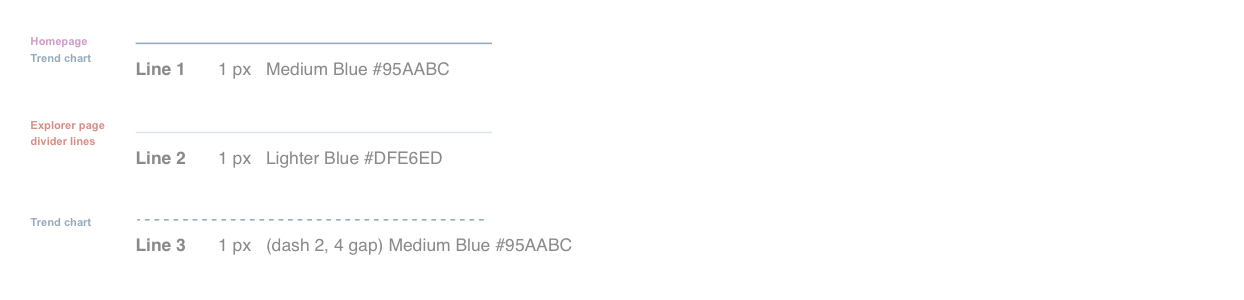 Homepage
Trend chart
Line 1 1 px Medium Blue #95AABC
Explorer page
divider lines
Line 2 1 px Lighter Blue #DFE6ED
Trend chart
Line 3 1 px (dash 2, 4 gap) Medium Blue #95AABC